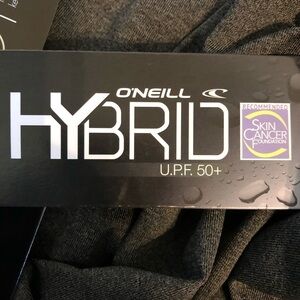 O'NEILL
HYBRID
U.P.F. 50+
RECOMMENDED
SKIN
CANCER
FOUNDATION